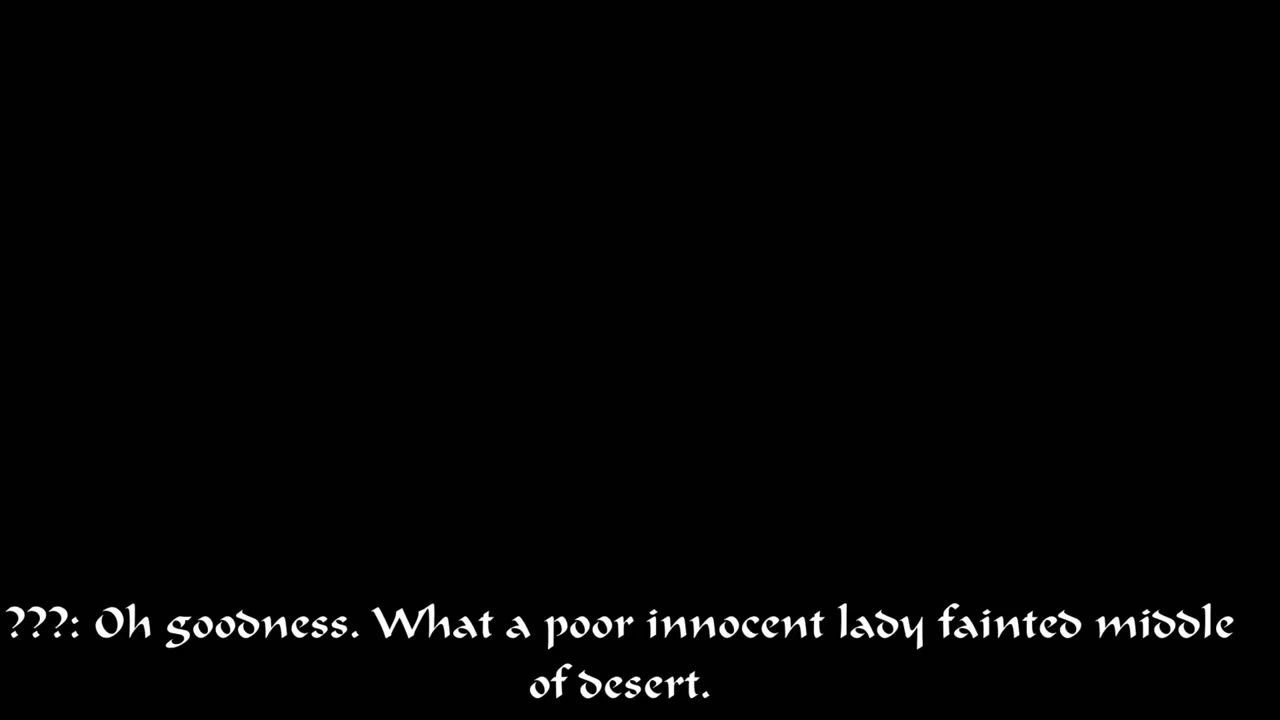 ???: Oh goodness. What a poor innocent lady fainted middle
of desert.